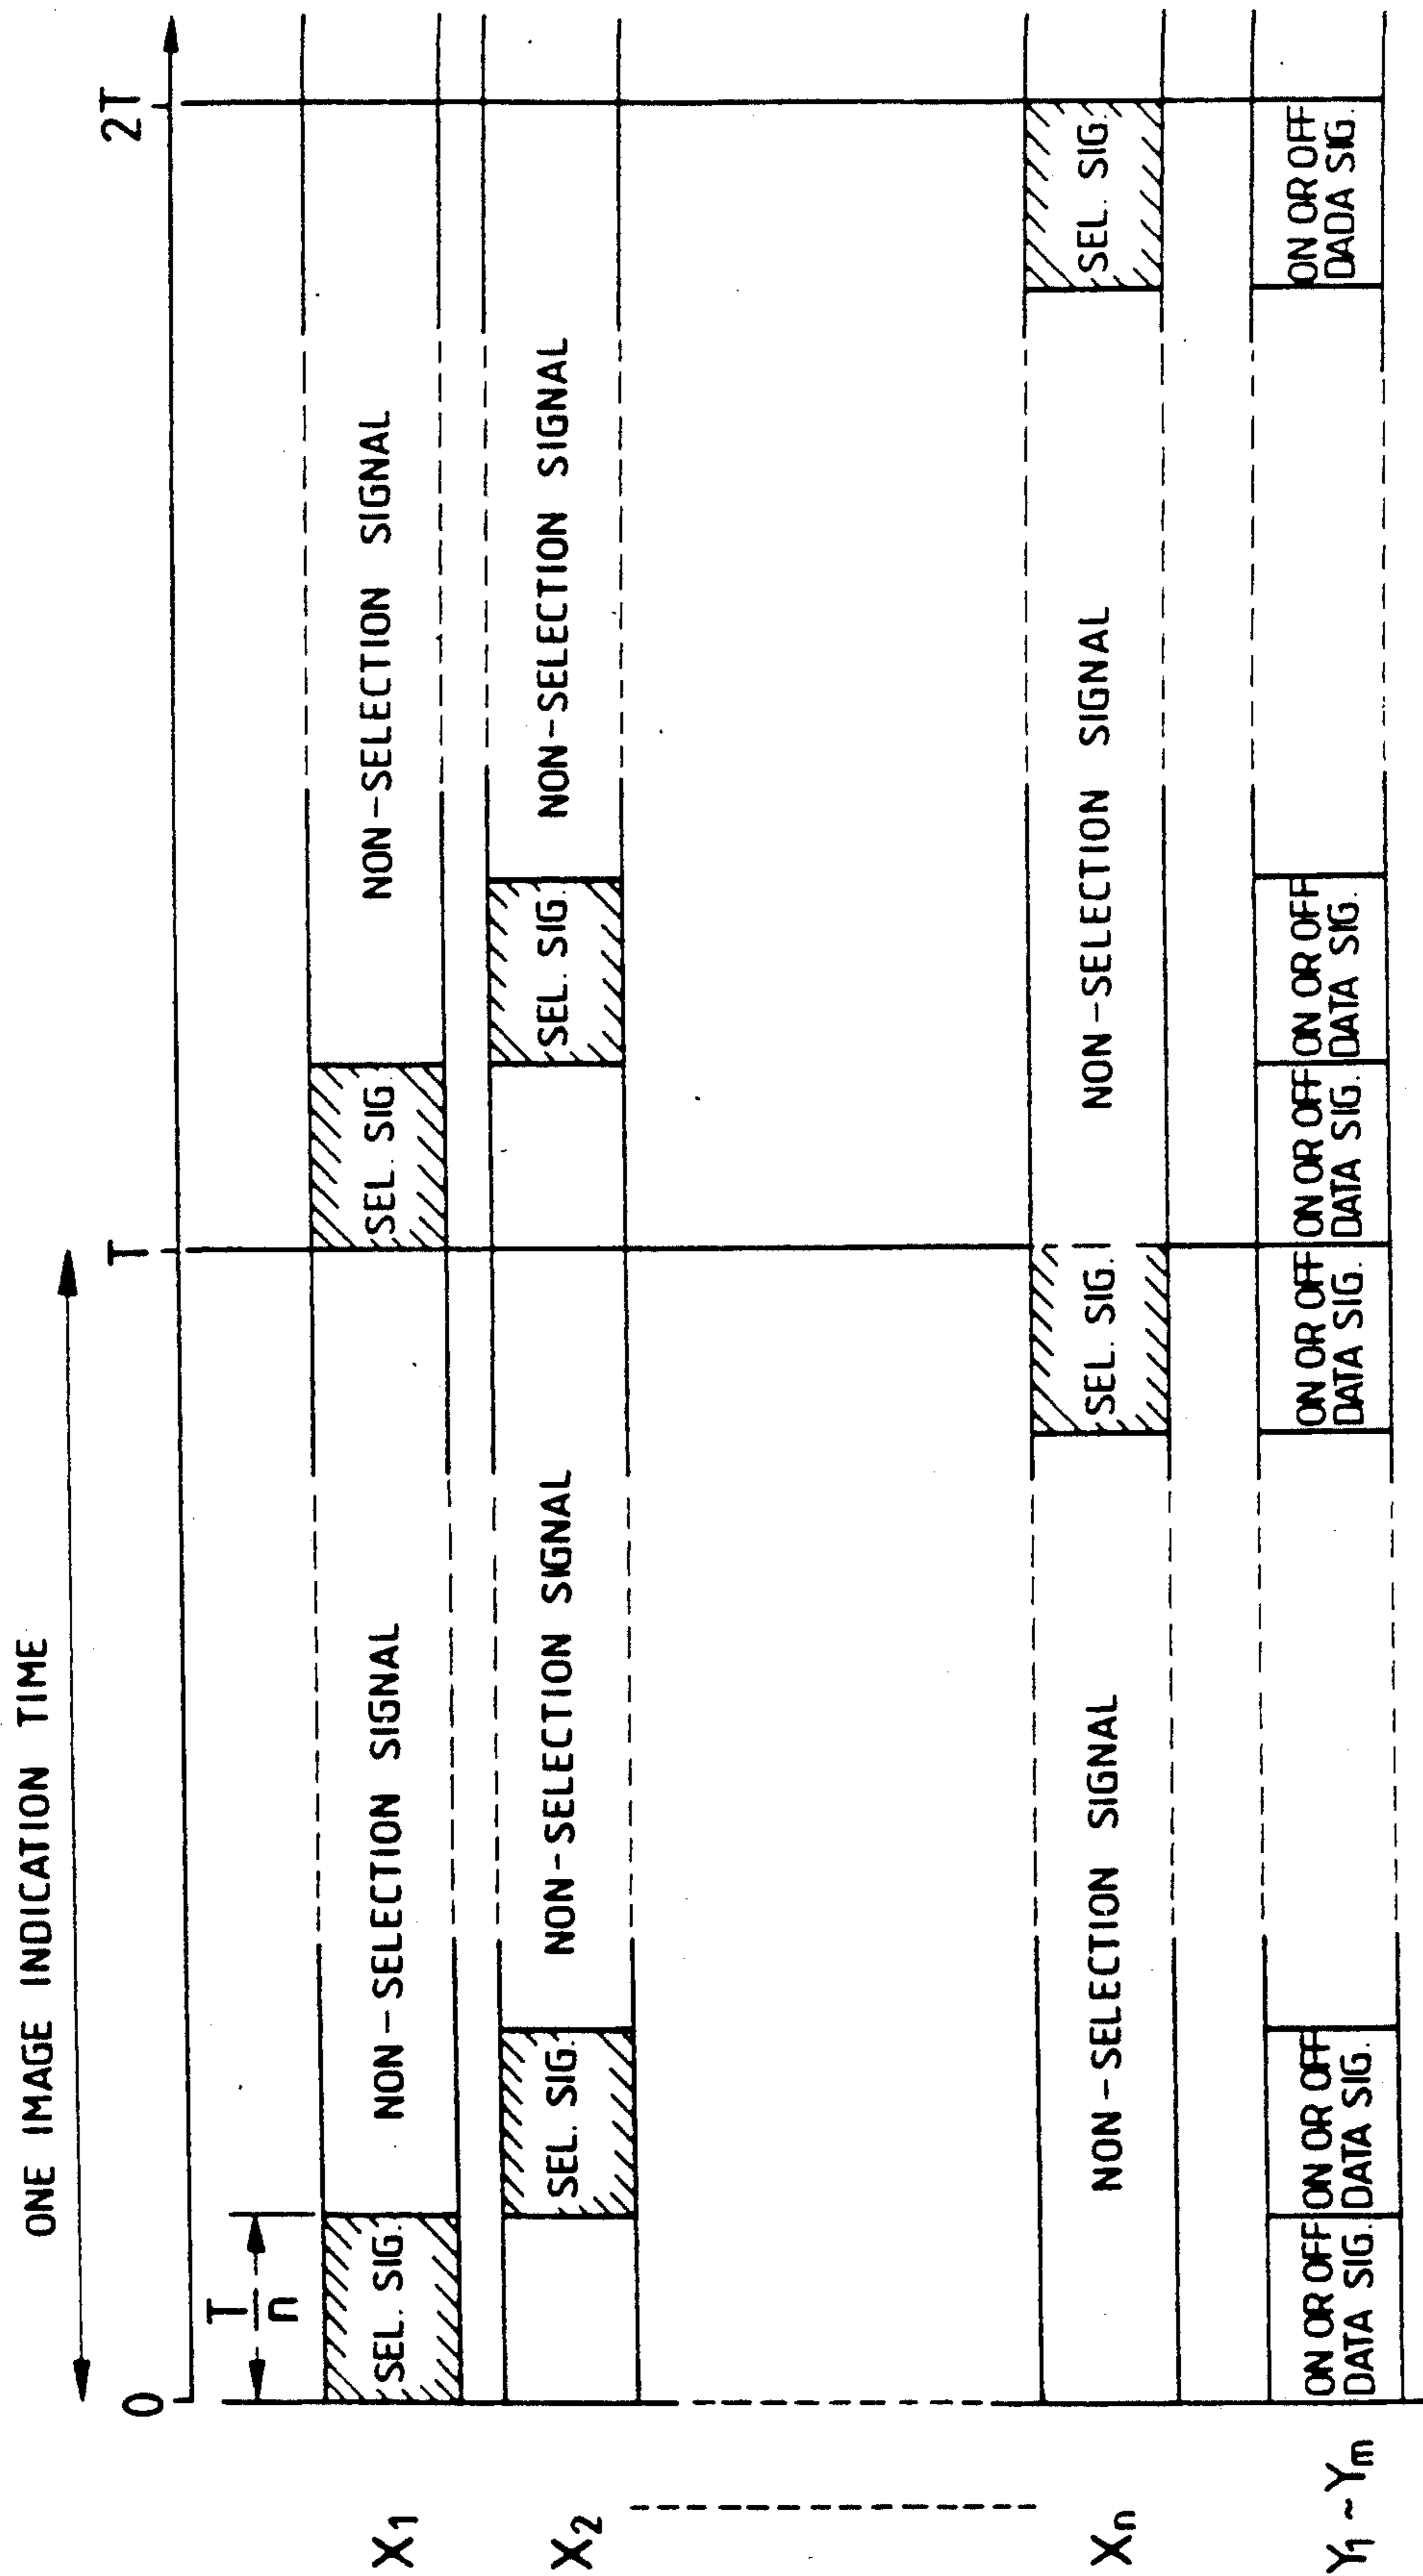 ONE IMAGE INDICATION TIME
0
T
2T
T
n
X1
SEL. SIG.
NON-SELECTION SIGNAL
SEL. SIG.
NON-SELECTION SIGNAL
X2
SEL. SIG.
NON-SELECTION SIGNAL
SEL. SIG.
NON-SELECTION SIGNAL
Xn
NON-SELECTION SIGNAL
SEL. SIG.
NON-SELECTION SIGNAL
SEL. SIG.
Y1 ~ Ym
ON OR OFF
DATA SIG.
ON OR OFF
DATA SIG.
ON OR OFF
DATA SIG.
ON OR OFF
DATA SIG.
ON OR OFF
DATA SIG.
ON OR OFF
DADA SIG.